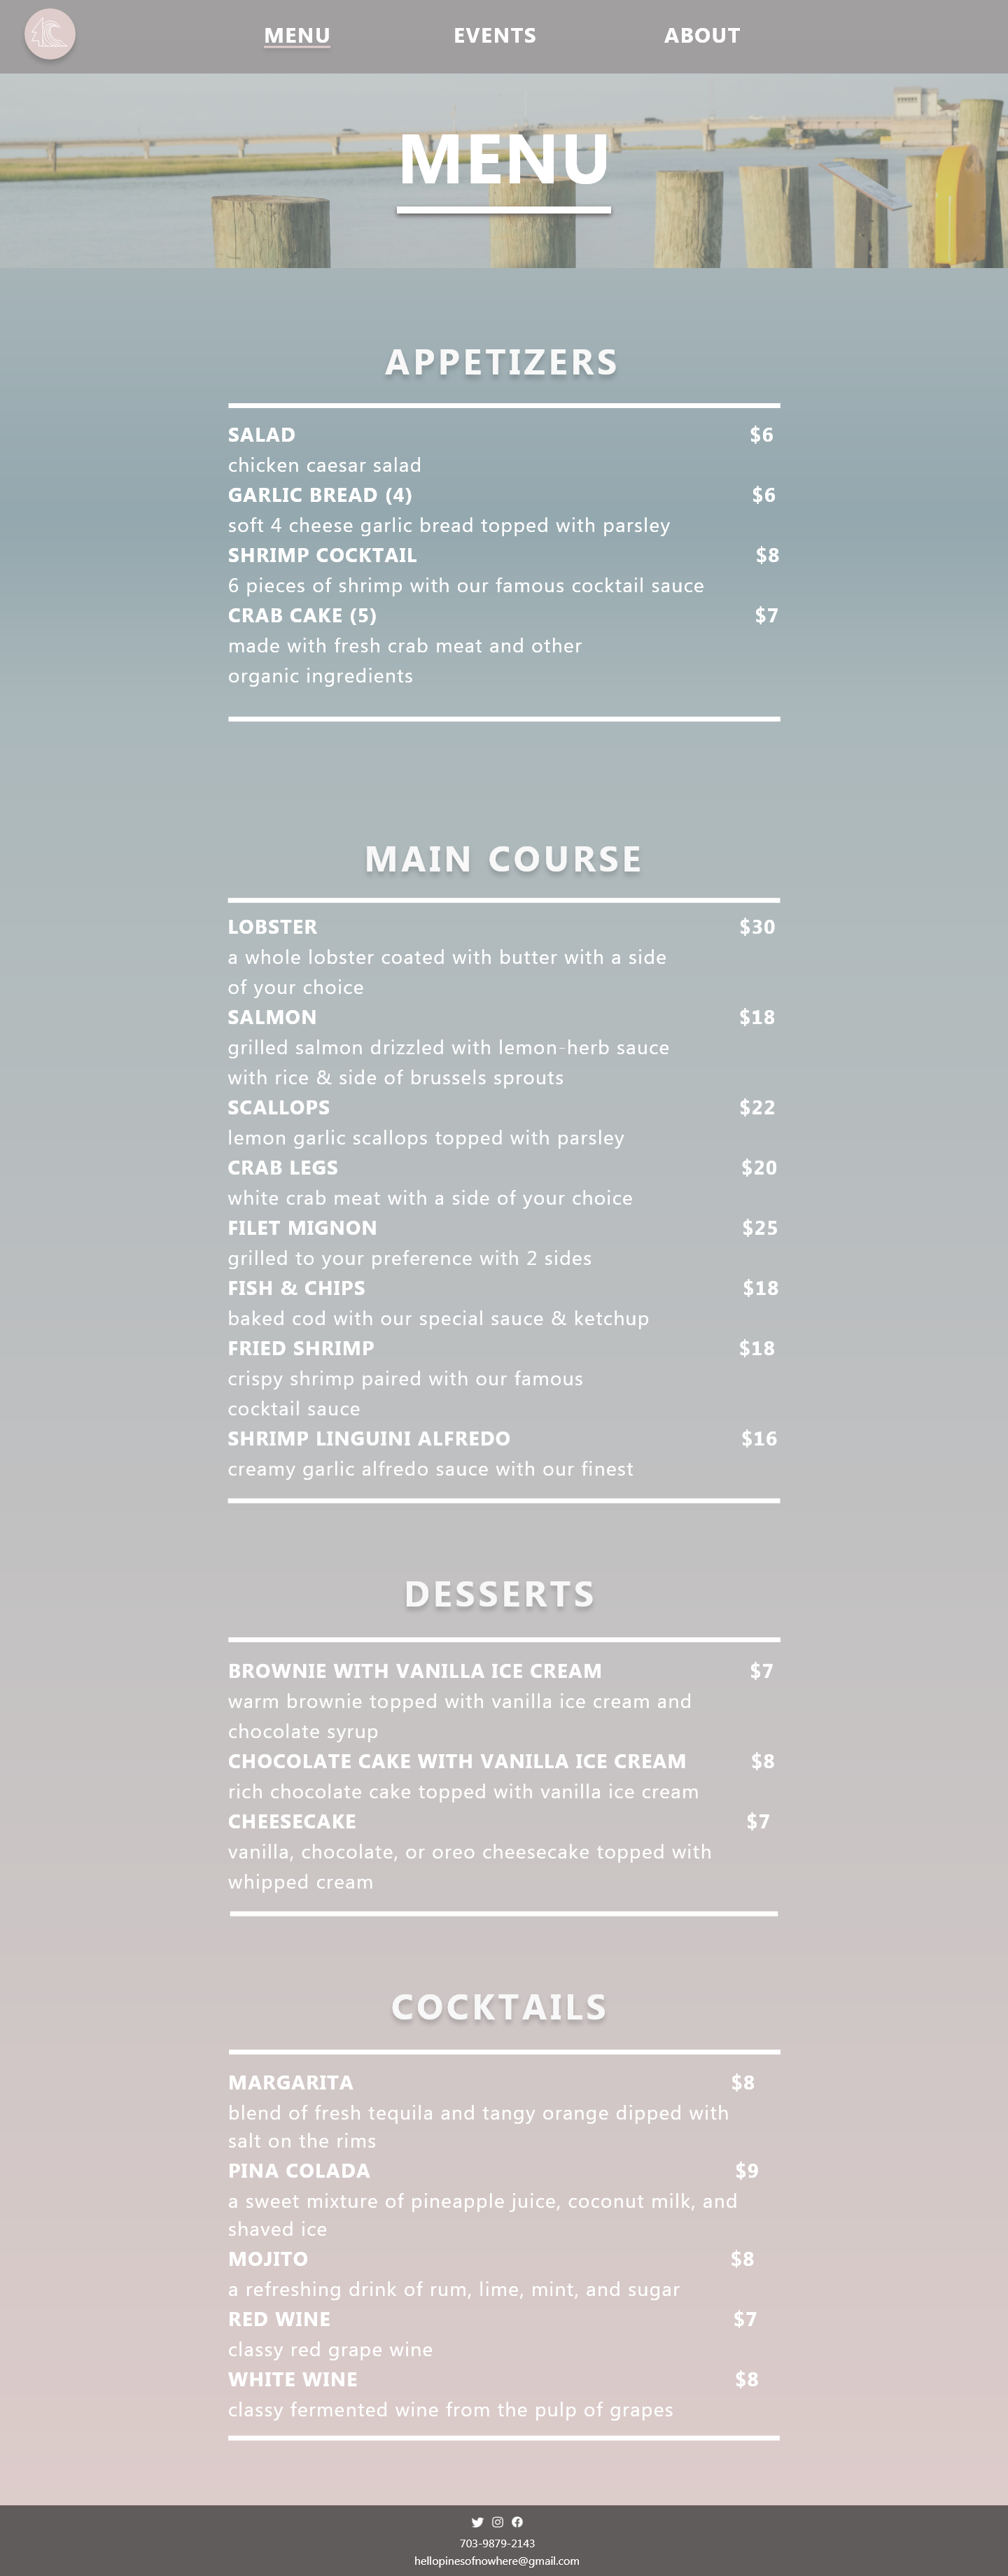 MENU EVENTS ABOUT
MENU
APPETIZERS
SALAD $6
chicken caesar salad
GARLIC BREAD (4) $6
soft 4 cheese garlic bread topped with parsley
SHRIMP COCKTAIL $8
6 pieces of shrimp with our famous cocktail sauce
CRAB CAKE (5) $7
made with fresh crab meat and other
organic ingredients
MAIN COURSE
LOBSTER $30
a whole lobster coated with butter with a side
of your choice
SALMON $18
grilled salmon drizzled with lemon-herb sauce
with rice & side of brussels sprouts
SCALLOPS $22
lemon garlic scallops topped with parsley
CRAB LEGS $20
white crab meat with a side of your choice
FILET MIGNON $25
grilled to your preference with 2 sides
FISH & CHIPS $18
baked cod with our special sauce & ketchup
FRIED SHRIMP $18
crispy shrimp paired with our famous
cocktail sauce
SHRIMP LINGUINI ALFREDO $16
creamy garlic alfredo sauce with our finest
DESSERTS
BROWNIE WITH VANILLA ICE CREAM $7
warm brownie topped with vanilla ice cream and
chocolate syrup
CHOCOLATE CAKE WITH VANILLA ICE CREAM $8
rich chocolate cake topped with vanilla ice cream
CHEESECAKE $7
vanilla, chocolate, or oreo cheesecake topped with
whipped cream
COCKTAILS
MARGARITA $8
blend of fresh tequila and tangy orange dipped with
salt on the rims
PINA COLADA $9
a sweet mixture of pineapple juice, coconut milk, and
shaved ice
MOJITO $8
a refreshing drink of rum, lime, mint, and sugar
RED WINE $7
classy red grape wine
WHITE WINE $8
classy fermented wine from the pulp of grapes
703-9879-2143
hellopinesofnowhere@gmail.com